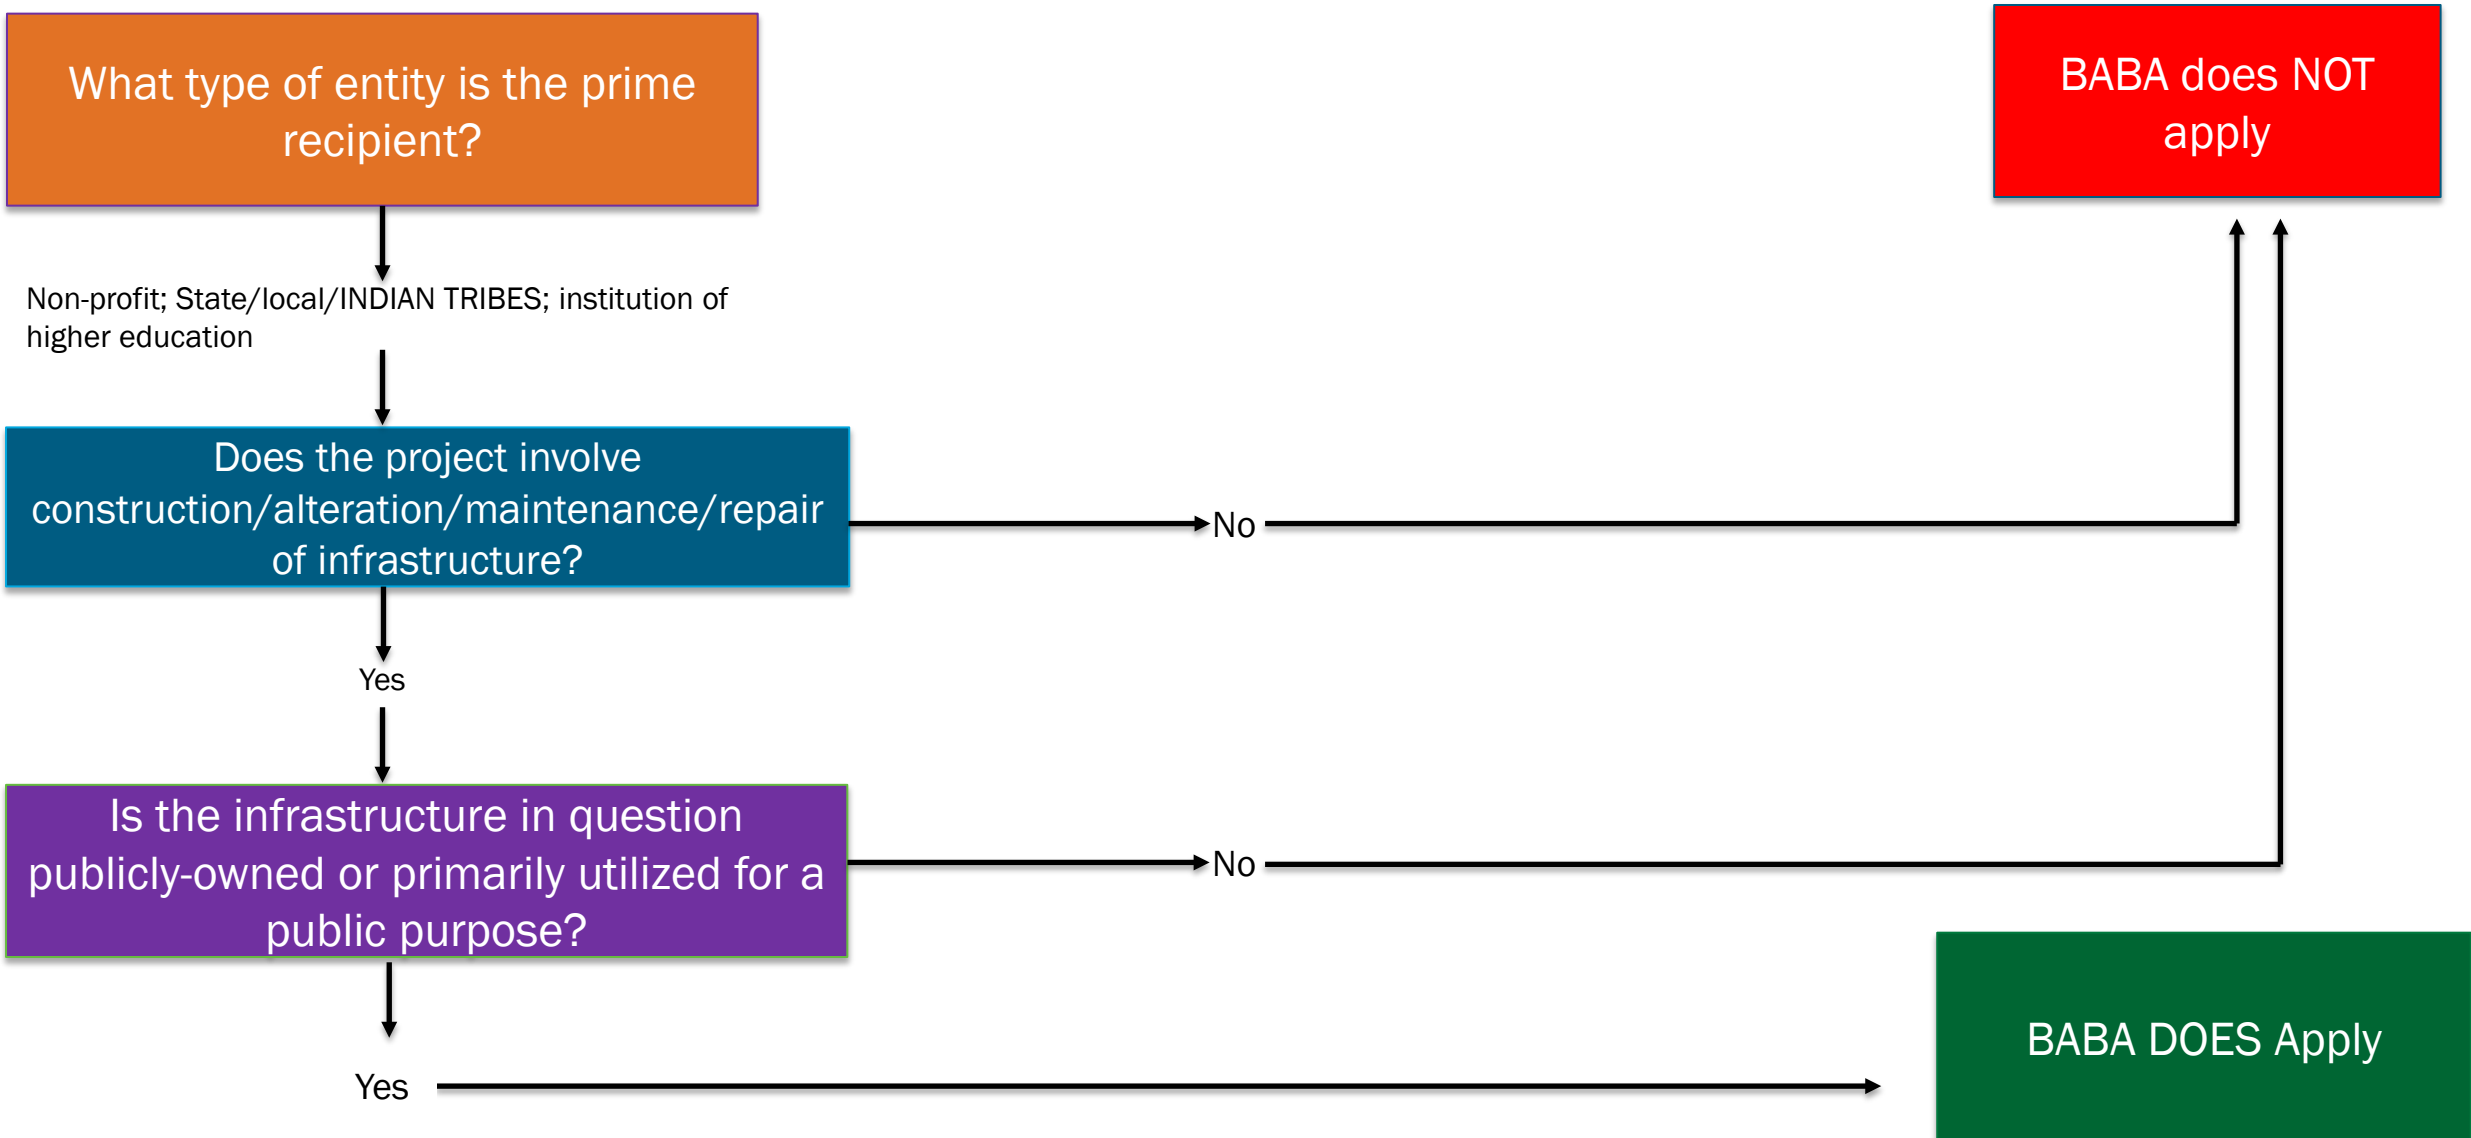 What type of entity is the prime
recipient?
BABA does NOT
apply
Non-profit; State/local/INDIAN TRIBES; institution of
higher education
Does the project involve
construction/alteration/maintenance/repair
of infrastructure?
No
Yes
Is the infrastructure in question
publicly-owned or primarily utilized for a
public purpose?
No
BABA DOES Apply
Yes